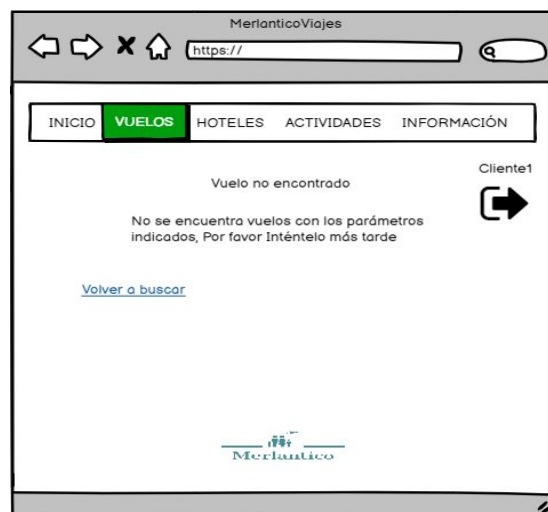 MerlanticoViajes
https://
INICIO VUELOS HOTELES ACTIVIDADES INFORMACIÓN
Cliente1
Vuelo no encontrado
No se encuentra vuelos con los parámetros
indicados, Por favor Inténtelo más tarde
Volver a buscar
Merlantico